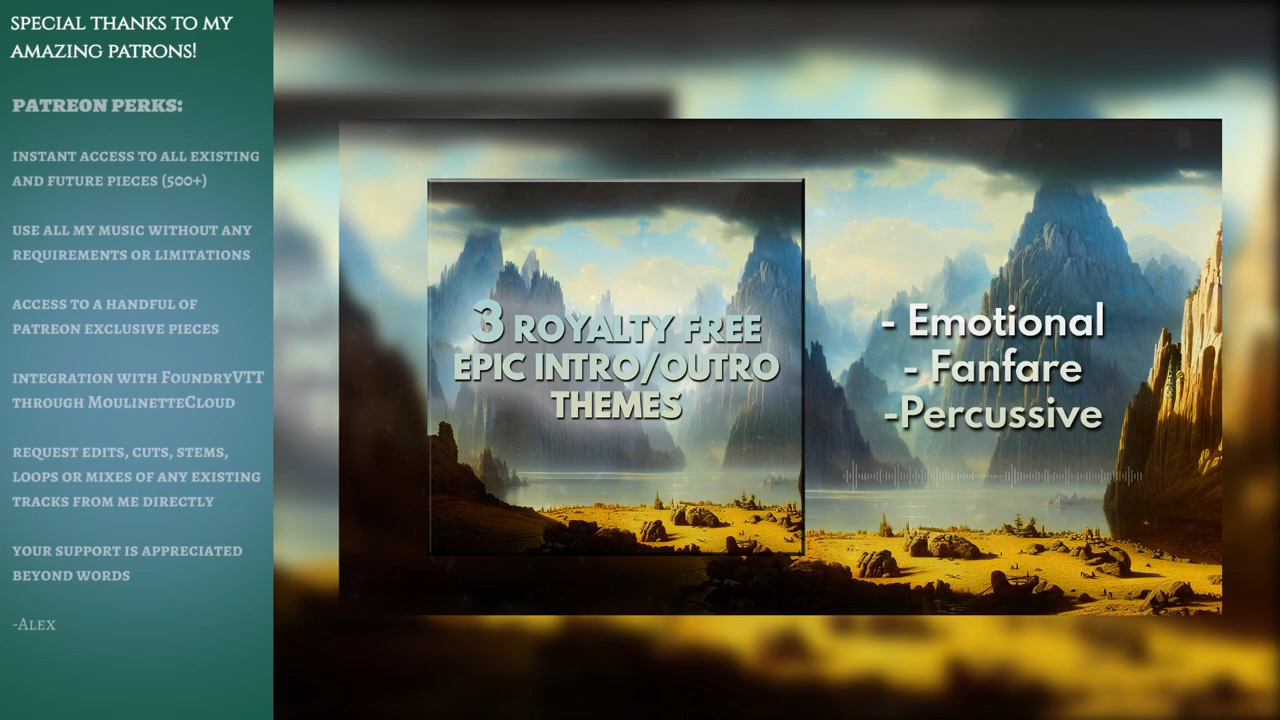 SPECIAL THANKS TO MY
AMAZING PATRONS!
PATREON PERKS:
INSTANT ACCESS TO ALL EXISTING
AND FUTURE PIECES (500+)
USE ALL MY MUSIC WITHOUT ANY
REQUIREMENTS OR LIMITATIONS
ACCESS TO A HANDFUL OF
PATREON EXCLUSIVE PIECES
INTEGRATION WITH FOUNDRYVTT
THROUGH MOULINETTECLOUD
REQUEST EDITS, CUTS, STEMS,
LOOPS OR MIXES OF ANY EXISTING
TRACKS FROM ME DIRECTLY
YOUR SUPPORT IS APPRECIATED
BEYOND WORDS
-ALEX
3 ROYALTY FREE
EPIC INTRO/OUTRO
THEMES
- Emotional
- Fanfare
-Percussive